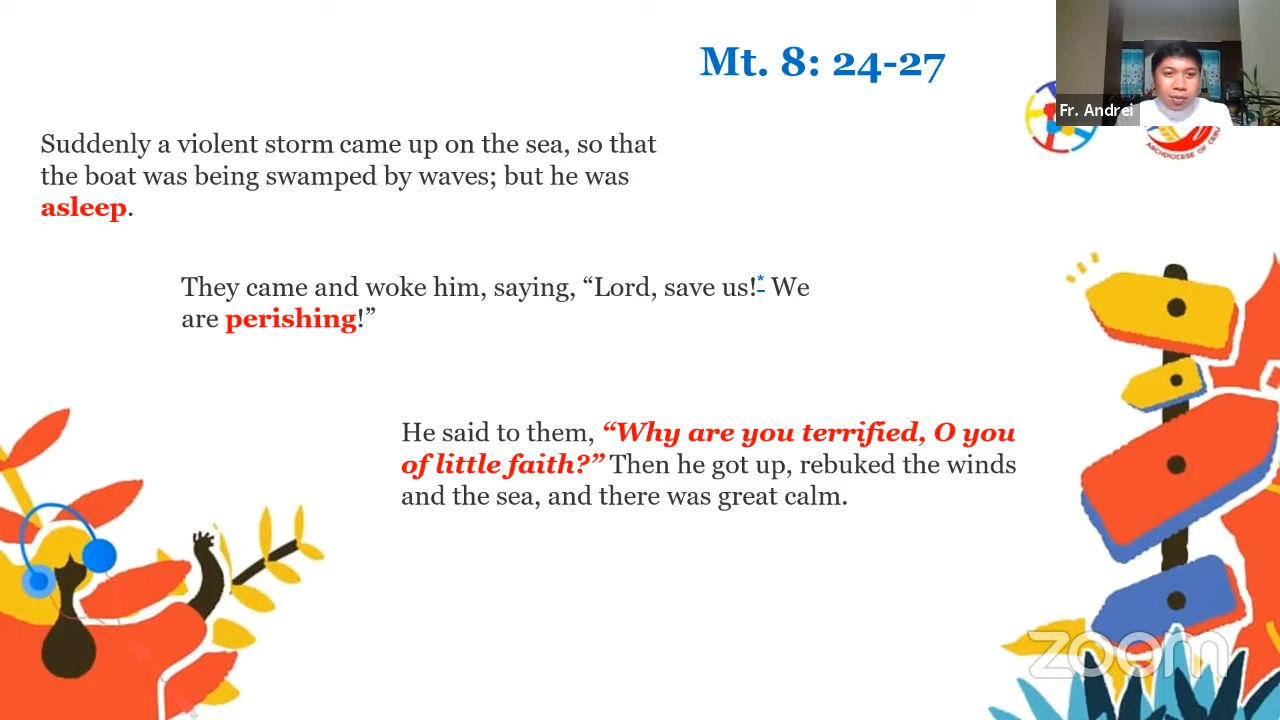 Mt. 8: 24-27
Fr. Andrei
ARCHDIOCESE OF CEBU
Suddenly a violent storm came up on the sea, so that
the boat was being swamped by waves; but he was
asleep.
They came and woke him, saying, “Lord, save us!* We
are perishing!”
He said to them, “Why are you terrified, O you
of little faith?” Then he got up, rebuked the winds
and the sea, and there was great calm.
zoom